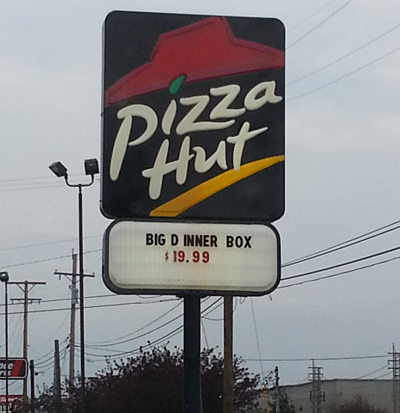 Pizza
Hut
BIG D INNER BOX
$19.99